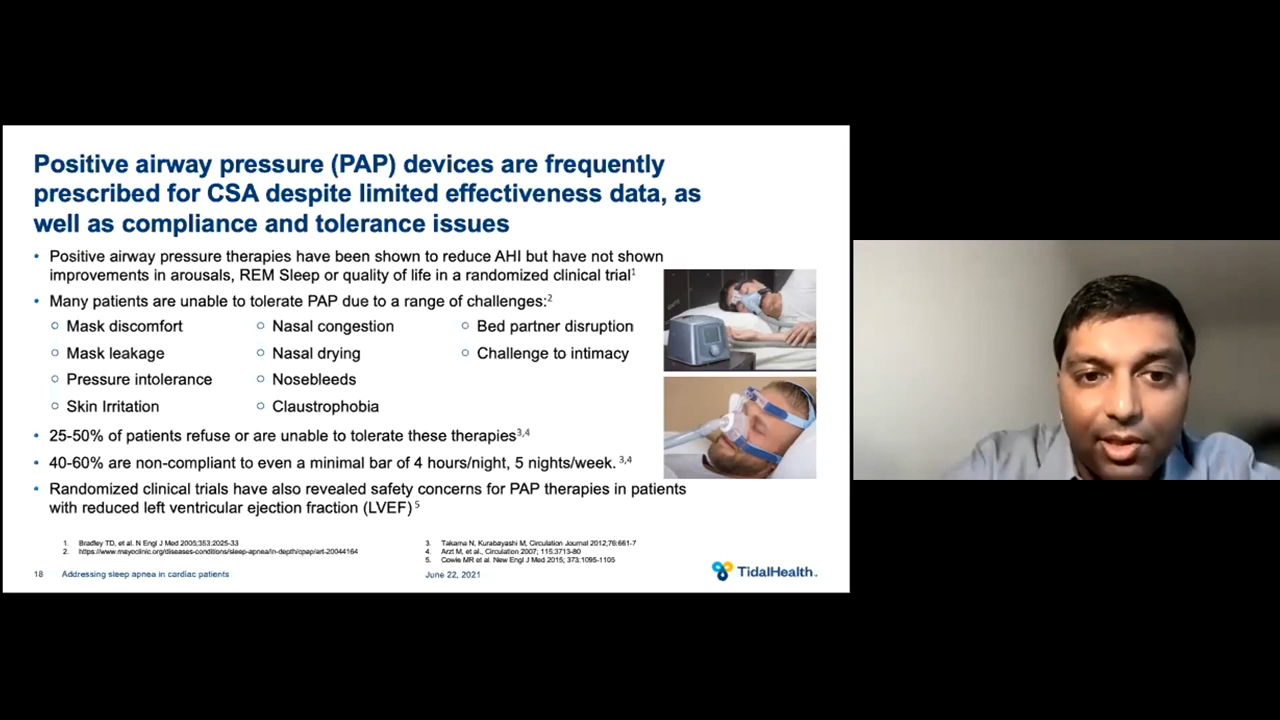 Positive airway pressure (PAP) devices are frequently
prescribed for CSA despite limited effectiveness data, as
well as compliance and tolerance issues
• Positive airway pressure therapies have been shown to reduce AHI but have not shown
improvements in arousals, REM Sleep or quality of life in a randomized clinical trial1
• Many patients are unable to tolerate PAP due to a range of challenges:2
Mask discomfort
Mask leakage
Pressure intolerance
Skin Irritation
Nasal congestion
Nasal drying
Nosebleeds
Claustrophobia
Bed partner disruption
Challenge to intimacy
• 25-50% of patients refuse or are unable to tolerate these therapies3,4
• 40-60% are non-compliant to even a minimal bar of 4 hours/night, 5 nights/week. 3,4
• Randomized clinical trials have also revealed safety concerns for PAP therapies in patients
with reduced left ventricular ejection fraction (LVEF) 5
1. Bradley TD, et al. N Engl J Med 2005;353:2025-33
2. https://www.mayoclinic.org/diseases-conditions/sleep-apnea/in-depth/cpap/art-20044164
3. Takama N, Kurabayashi M, Circulation Journal 2012;76:661-7
4. Arzt M, et al., Circulation 2007; 115:3713-80
5. Cowie MR et al. New Engl J Med 2015; 373:1095-1105
18 Addressing sleep apnea in cardiac patients
June 22, 2021
TidalHealth